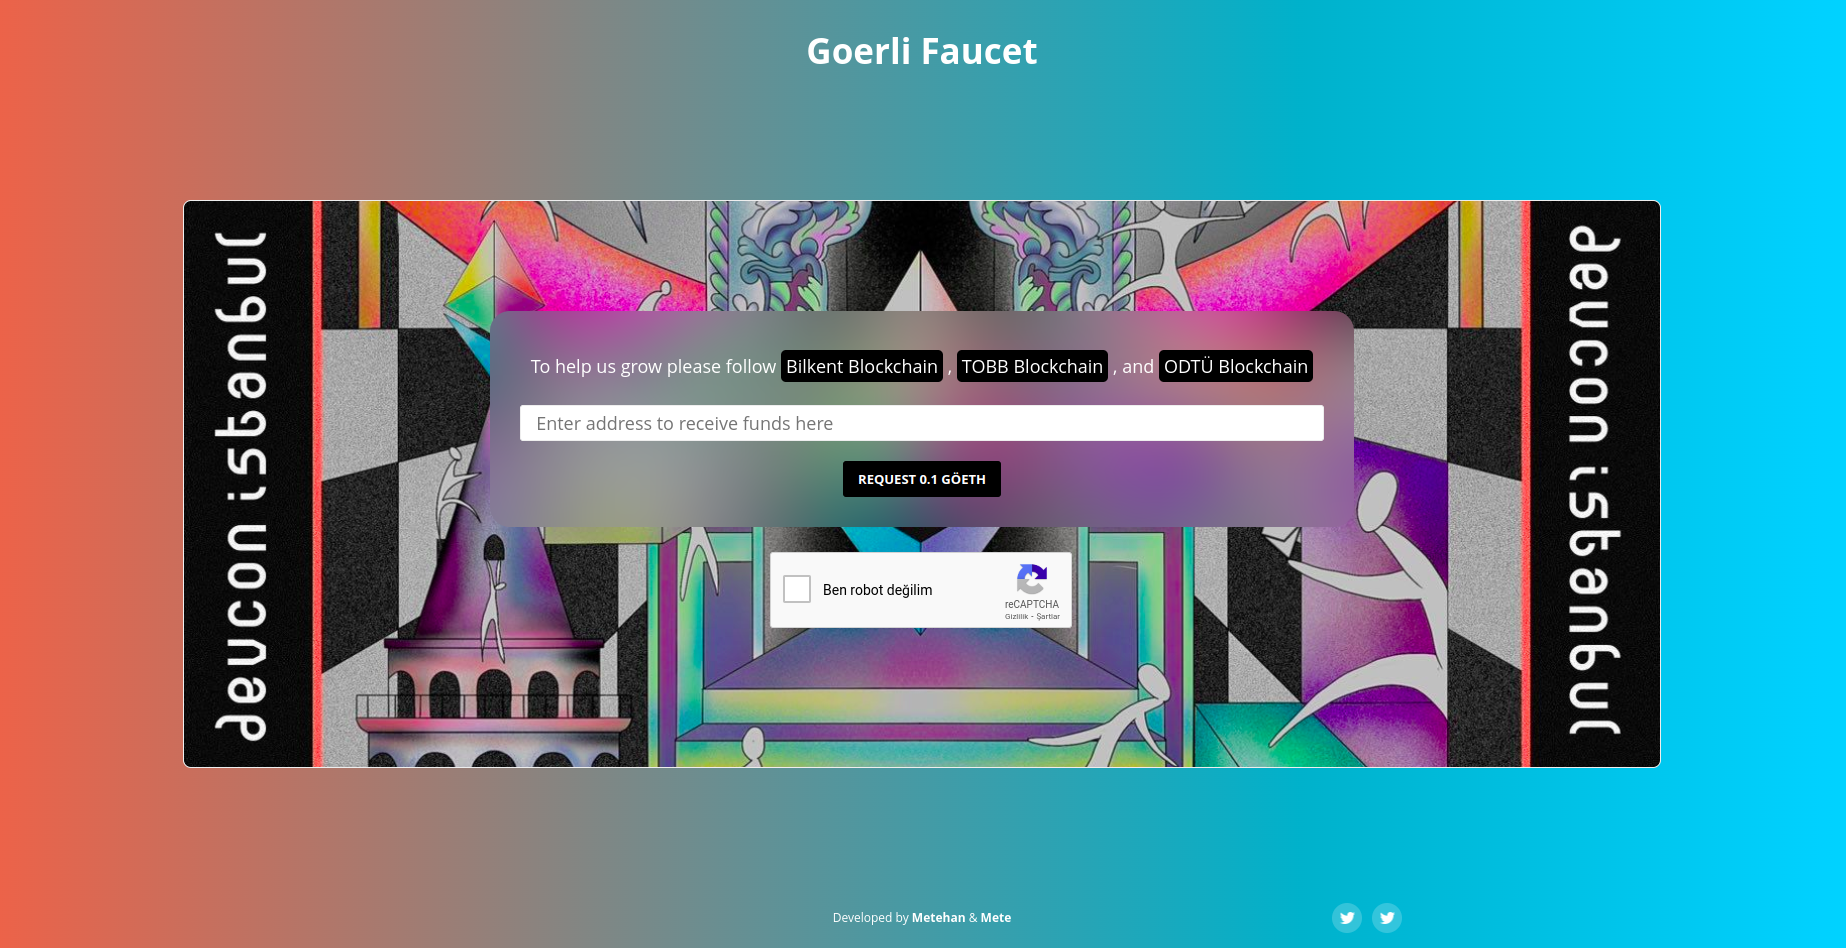 Goerli Faucet
devcon istanbul
To help us grow please follow Bilkent Blockchain , TOBB Blockchain , and ODTÜ Blockchain
Enter address to receive funds here
REQUEST 0.1 GÖETH
Ben robot değilim
reCAPTCHA
Gizlilik - Şartlar
devcon istanbul
Developed by Metehan & Mete